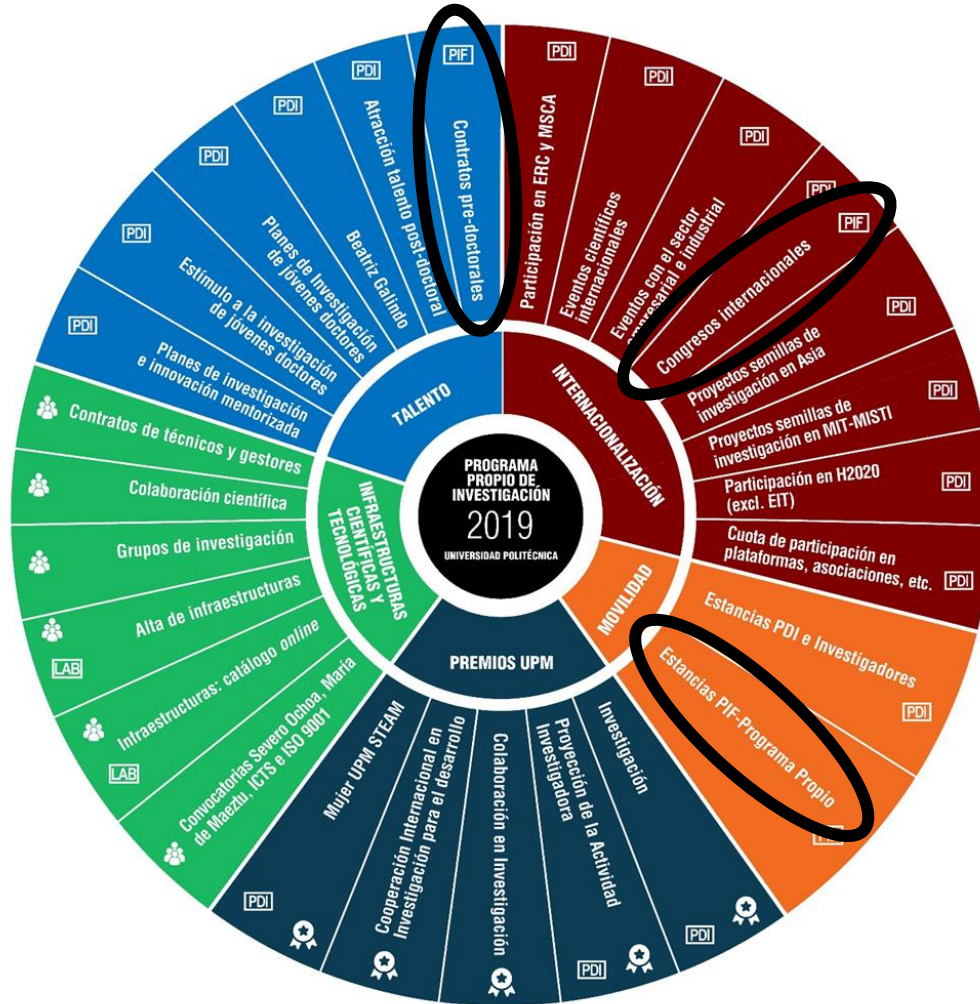 PROGRAMA
PROPIO DE
INVESTIGACIÓN
2019
UNIVERSIDAD POLITÉCNICA
TALENTO
PDI
Planes de investigación
e innovación mentorizada
PDI
Estímulo a la investigación
de jóvenes doctores
PDI
Planes de Investigación
de jóvenes doctores
PDI
Beatriz Galindo
PDI
Atracción talento post-doctoral
PIF
Contratos pre-doctorales
INTERNACIONALIZACIÓN
PDI
Participación en ERC y MSCA
PDI
Eventos científicos
internacionales
PDI
Eventos con el sector
empresarial e industrial
PDI
PIF
Congresos internacionales
PDI
Proyectos semillas de
investigación en Asia
PDI
Proyectos semillas de
investigación en MIT-MISTI
PDI
Participación en H2020
(excl. EIT)
PDI
Cuota de participación en
plataformas, asociaciones, etc.
MOVILIDAD
Estancias PDI e Investigadores
PDI
Estancias PIF-Programa Propio
PREMIOS UPM
Investigación
PDI
Proyección de la Actividad
Investigadora
PDI
Colaboración en Investigación
Cooperación Internacional en
Investigación para el desarrollo
Mujer UPM STEAM
PDI
INFRAESTRUCTURAS
CIENTÍFICAS Y
TECNOLÓGICAS
Convocatorias Severo Ochoa, María
de Maeztu, ICTS e ISO 9001
Infraestructuras: catálogo online
LAB
Alta de infraestructuras
LAB
Grupos de investigación
Colaboración científica
Contratos de técnicos y gestores